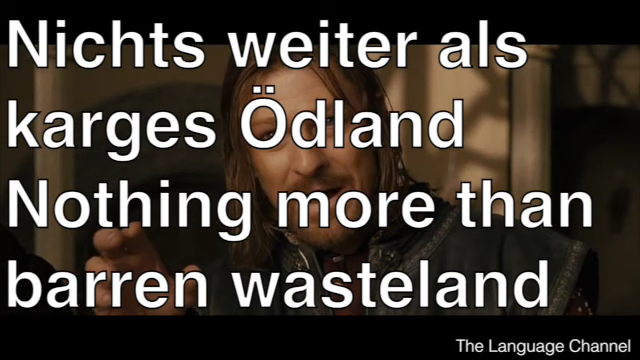 Nichts weiter als
karges Ödland
Nothing more than
barren wasteland
The Language Channel